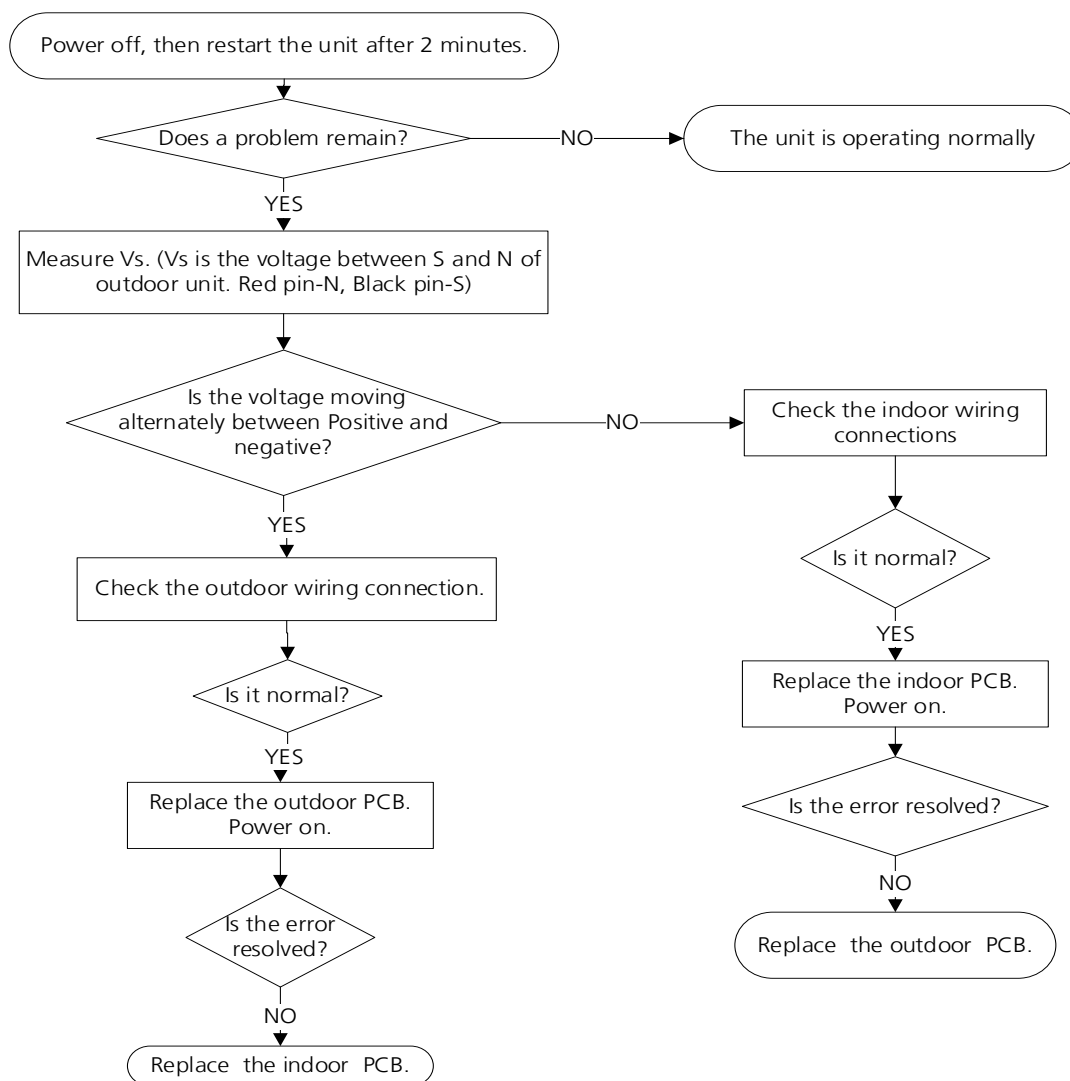 Power off, then restart the unit after 2 minutes.
Does a problem remain?
NO
The unit is operating normally
YES
Measure Vs. (Vs is the voltage between S and N of
outdoor unit. Red pin-N, Black pin-S)
Is the voltage moving
alternately between Positive and
negative?
NO
Check the indoor wiring
connections
YES
Is it normal?
Check the outdoor wiring connection.
YES
Is it normal?
Replace the indoor PCB.
Power on.
YES
Replace the outdoor PCB.
Power on.
Is the error resolved?
NO
Is the error
resolved?
Replace the outdoor PCB.
NO
Replace the indoor PCB.